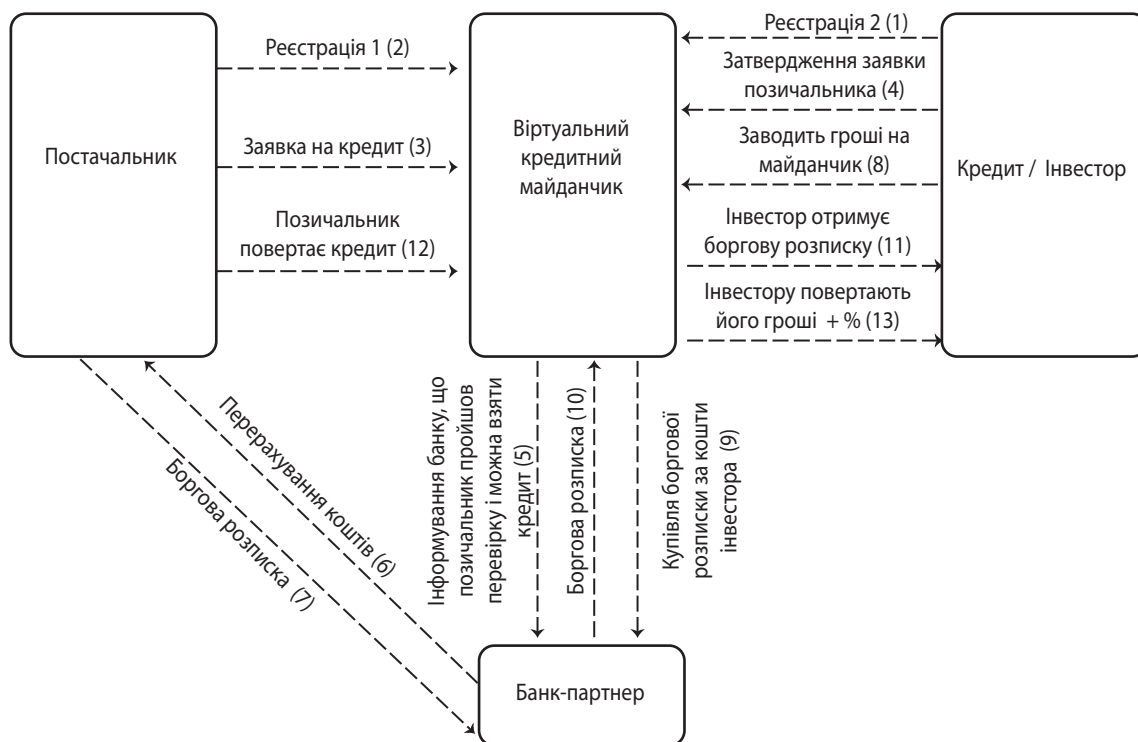 Постачальник
Реєстрація 1 (2)
Заявка на кредит (3)
Позичальник
повертає кредит (12)
Віртуальний
кредитний
майданчик
Реєстрація 2 (1)
Затвердження заявки
позичальника (4)
Заводить гроші на
майданчик (8)
Інвестор отримує
боргову розписку (11)
Інвестору повертають
його гроші + % (13)
Кредит / Інвестор
Перерахування коштів (6)
Боргова розписка (7)
Інформування банку, що
позичальник пройшов
перевірку і можна взяти
кредит (5)
Боргова розписка (10)
Купівля боргової
розписки за кошти
інвестора (9)
Банк-партнер